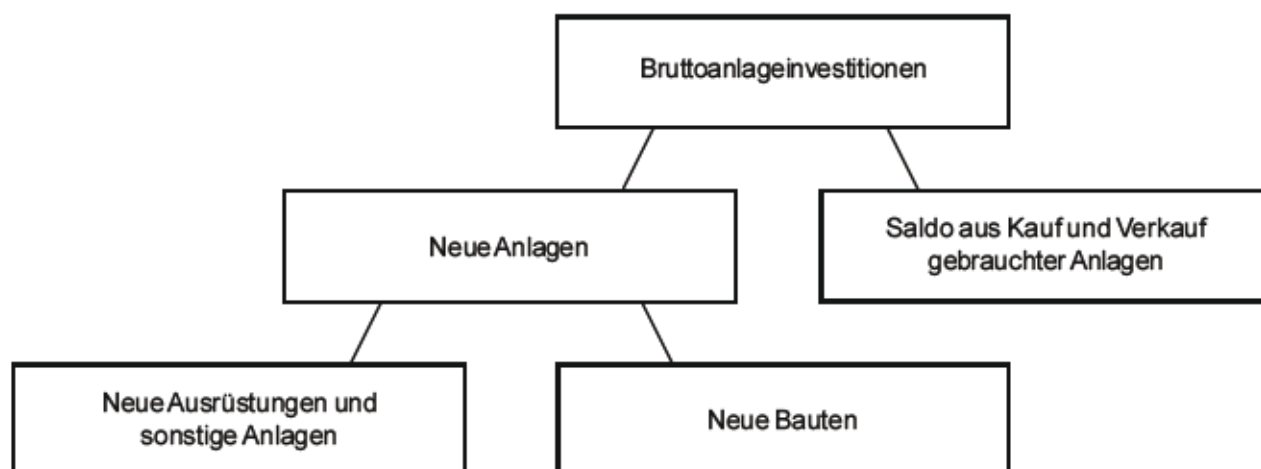 Bruttoanlageinvestitionen
Neue Anlagen
Saldo aus Kauf und Verkauf
gebrauchter Anlagen
Neue Ausrüstungen und
sonstige Anlagen
Neue Bauten